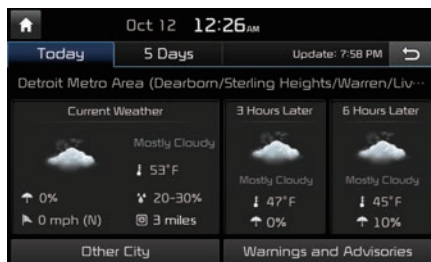 Oct 12 12:26AM
Today 5 Days Update: 7:58 PM
Detroit Metro Area (Dearborn/Sterling Heights/Warren/Liv···
Current Weather 3 Hours Later 6 Hours Later
Mostly Cloudy
53°F
Mostly Cloudy Mostly Cloudy
0% 20-30% 47°F 45°F
0 mph (N) 3 miles 0% 10%
Other City Warnings and Advisories